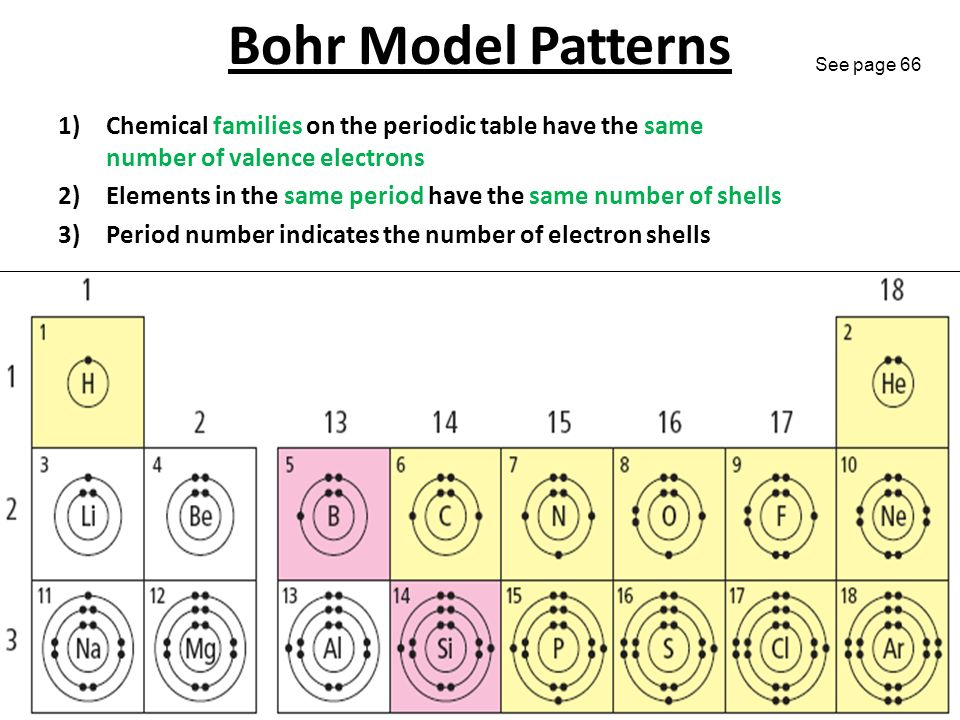 Bohr Model Patterns
See page 66
1) Chemical families on the periodic table have the same
number of valence electrons
2) Elements in the same period have the same number of shells
3) Period number indicates the number of electron shells
1 18
1 2
1 H He
2 13 14 15 16 17
3 4 5 6 7 8 9 10
2 Li Be B C N O F Ne
11 12 13 14 15 16 17 18
3 Na Mg Al Si P S Cl Ar